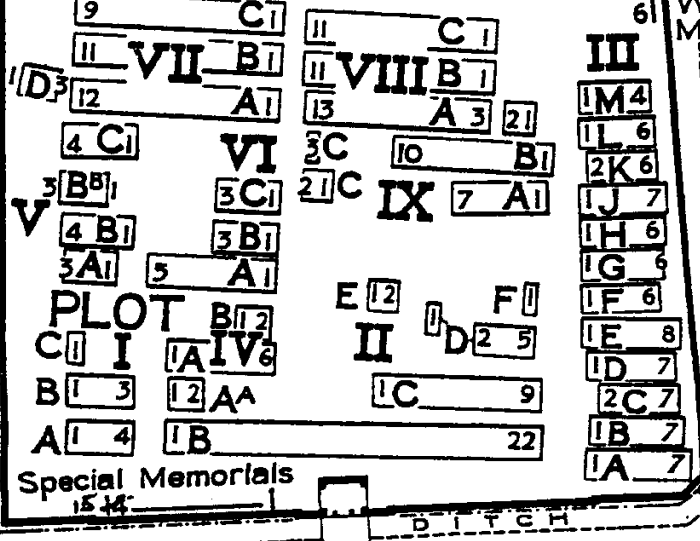 9 C 1
11 C 1
61
11 VII B 1
11 VIII B 1
III
1 D 3
12 A 1
13 A 3
21
1 M 4
4 C 1
VI
3 C
10 B 1
1 L 6
2 K 6
3 B B 1
3 C 1
21 C
IX
7 A 1
1 J 7
V
4 B 1
3 B 1
1 H 6
3 A 1
5 A 1
1 G 6
E 12
F 1
1 F 6
PLOT
B 1 2
II
1 D 2 5
1 E 8
C 1
I
1 A IV 6
1 D 7
B 1 3
12 A A
1 C 9
2 C 7
A 1 4
1 B 22
1 B 7
1 A 7
Special Memorials
1
DITCH